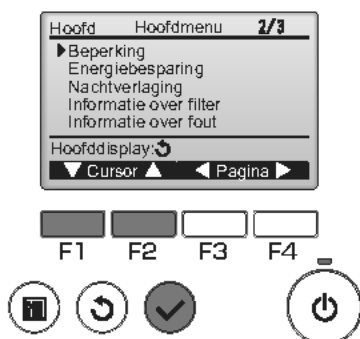 Hoofd Hoofdmenu 2/3
Beperking
Energiebesparing
Nachtverlaging
Informatie over filter
Informatie over fout
Hoofddisplay:
Cursor Pagina
F1 F2 F3 F4